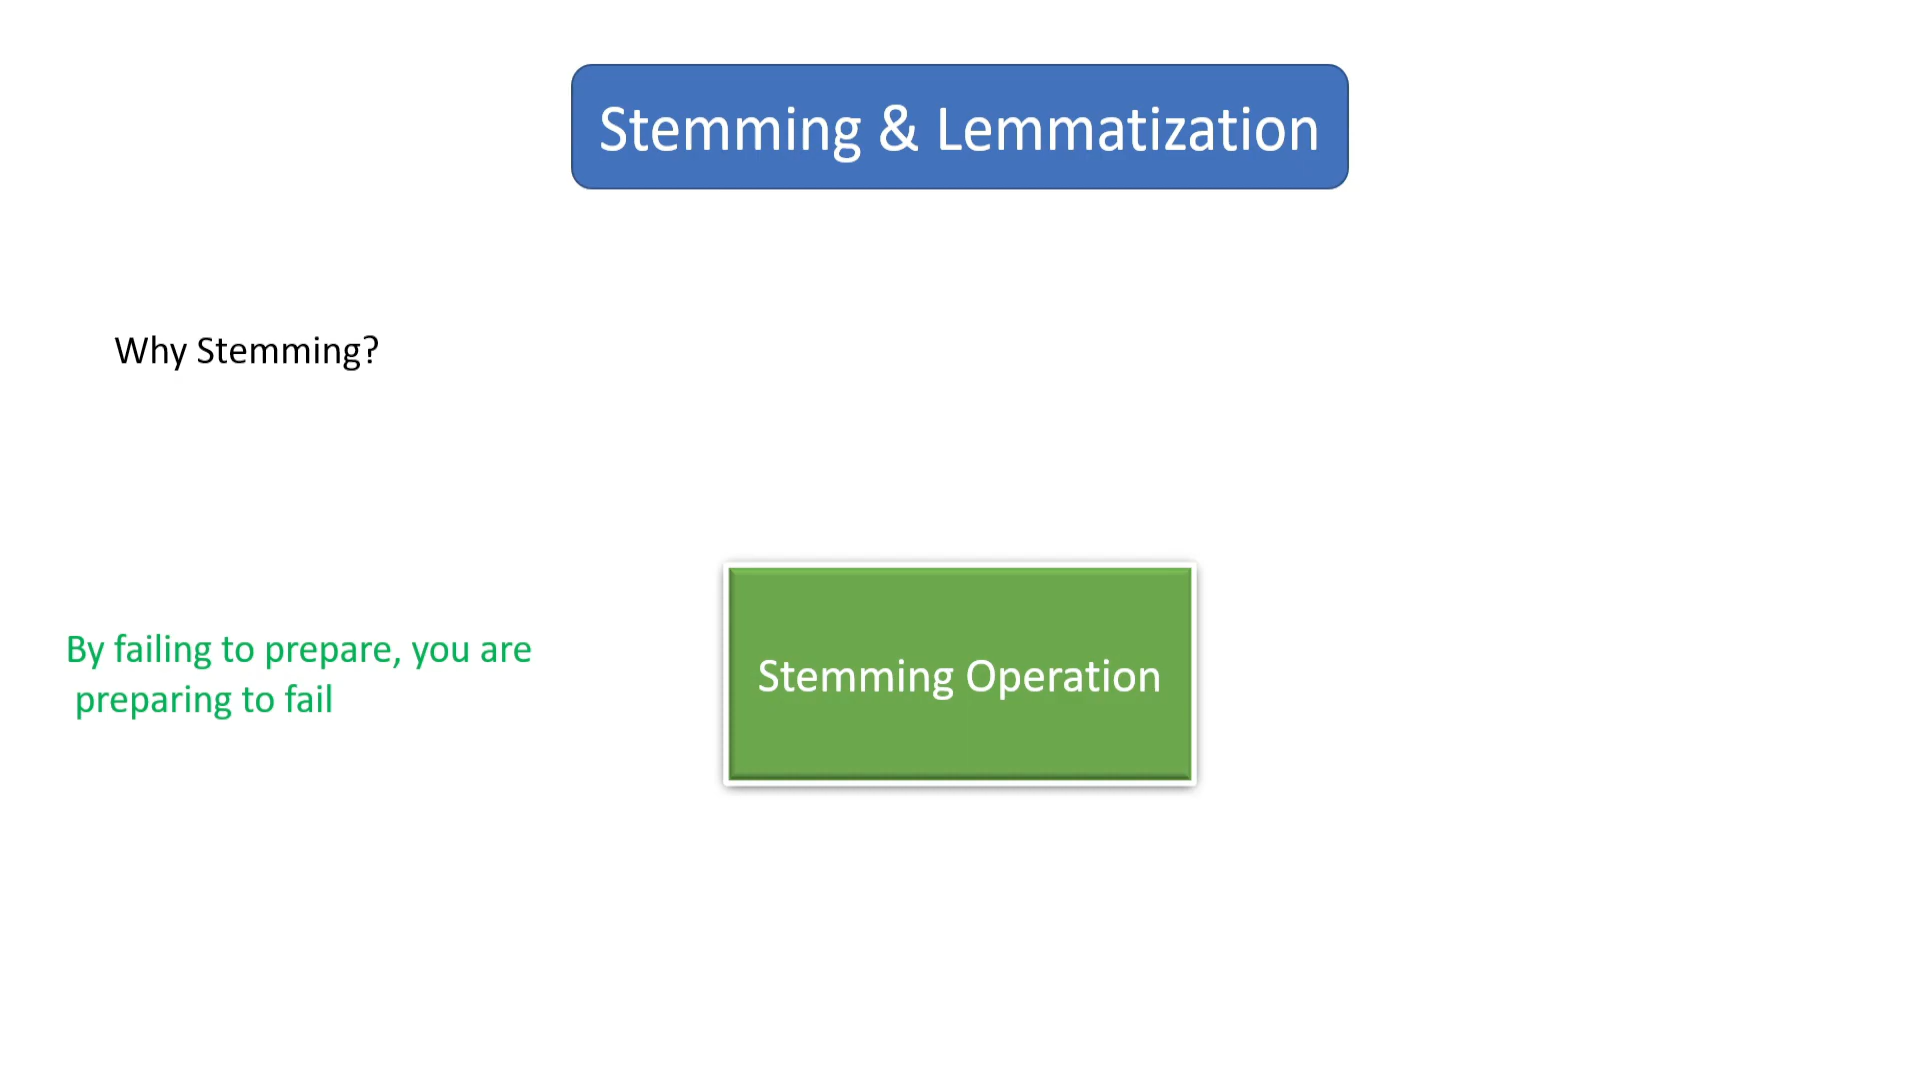 Stemming & Lemmatization
Why Stemming?
By failing to prepare, you are
preparing to fail
Stemming Operation